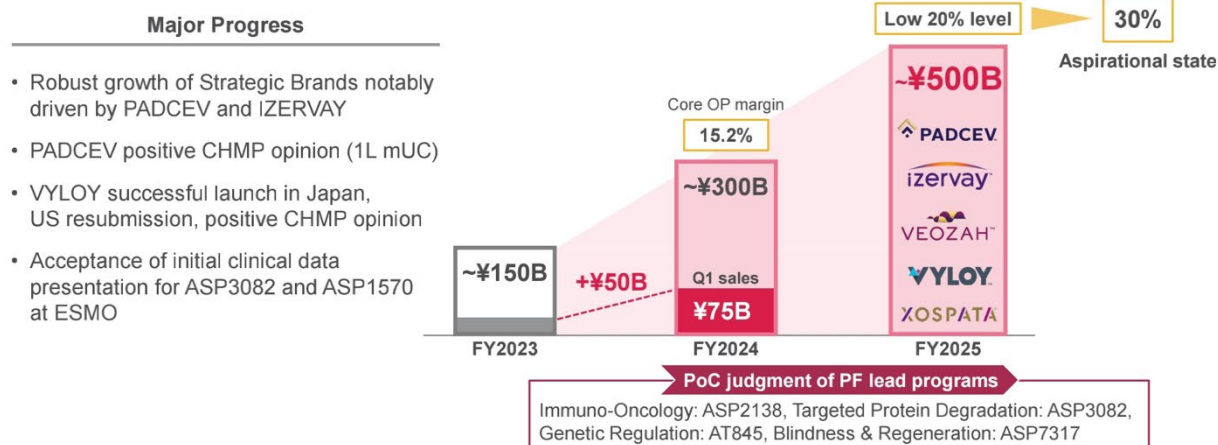 Major Progress
• Robust growth of Strategic Brands notably
driven by PADCEV and IZERVAY
• PADCEV positive CHMP opinion (1L mUC)
• VYLOY successful launch in Japan,
US resubmission, positive CHMP opinion
• Acceptance of initial clinical data
presentation for ASP3082 and ASP1570
at ESMO
Low 20% level
30%
Aspirational state
Core OP margin
15.2%
~¥500B
PADCEV
izervay
VEOZAH™
VYLOY
XOSPATA
~¥300B
Q1 sales
¥75B
~¥150B
+¥50B
FY2023
FY2024
FY2025
PoC judgment of PF lead programs
Immuno-Oncology: ASP2138, Targeted Protein Degradation: ASP3082,
Genetic Regulation: AT845, Blindness & Regeneration: ASP7317